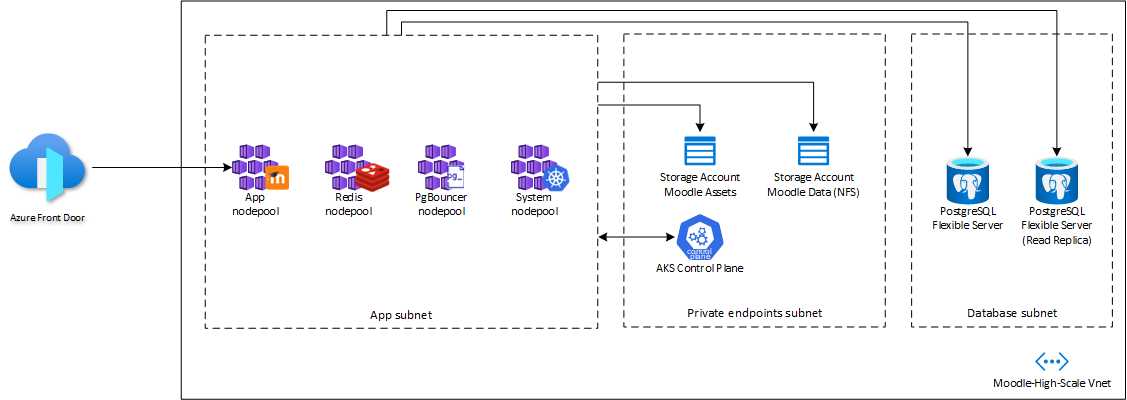 Azure Front Door
App
nodepool
Redis
nodepool
PgBouncer
nodepool
pg_
System
nodepool
App subnet
Storage Account
Moodle Assets
Storage Account
Moodle Data (NFS)
control
plane
AKS Control Plane
Private endpoints subnet
PostgreSQL
Flexible Server
PostgreSQL
Flexible Server
(Read Replica)
Database subnet
Moodle-High-Scale Vnet